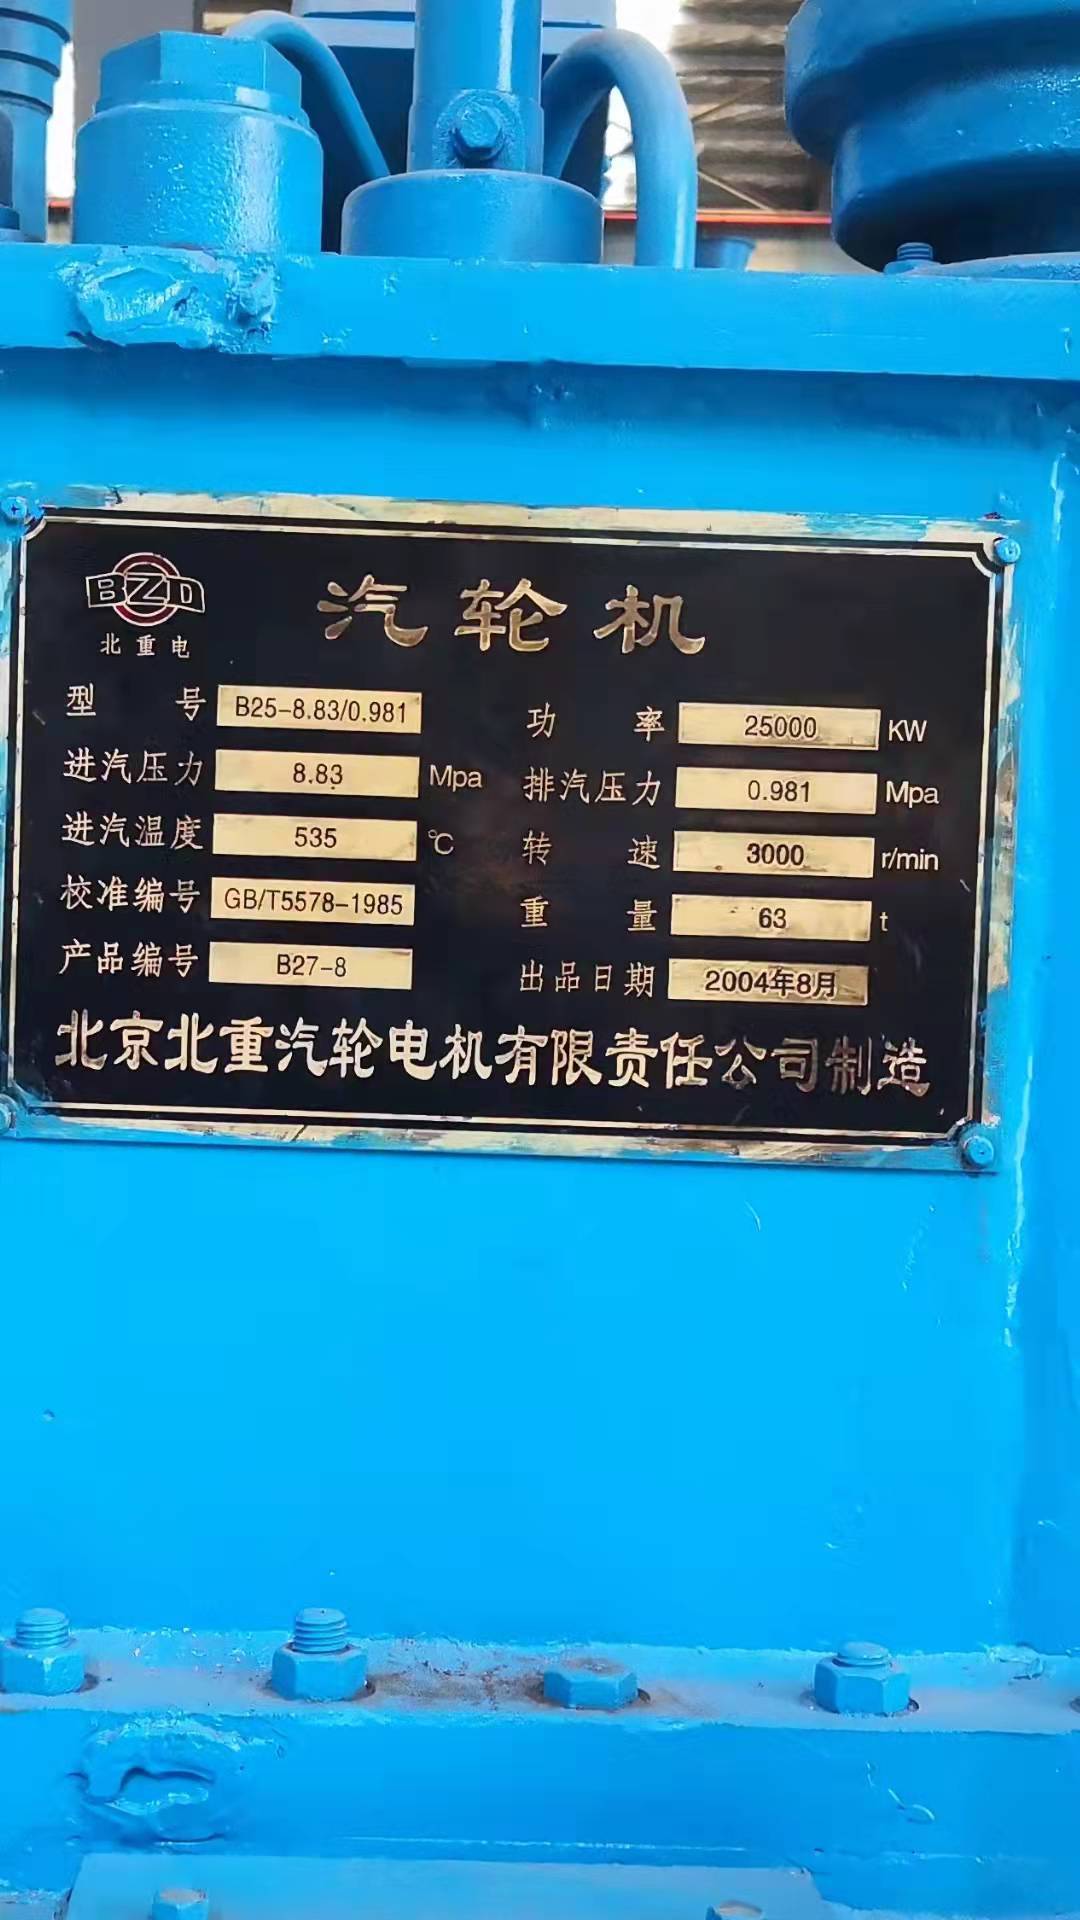 BZD
北重电
汽轮机
型号 B25-8.83/0.981 功率 25000 KW
进汽压力 8.83 Mpa 排汽压力 0.981 Mpa
进汽温度 535 ℃ 转速 3000 r/min
校准编号 GB/T5578-1985 重量 63 t
产品编号 B27-8 出品日期 2004年8月
北京北重汽轮电机有限责任公司制造